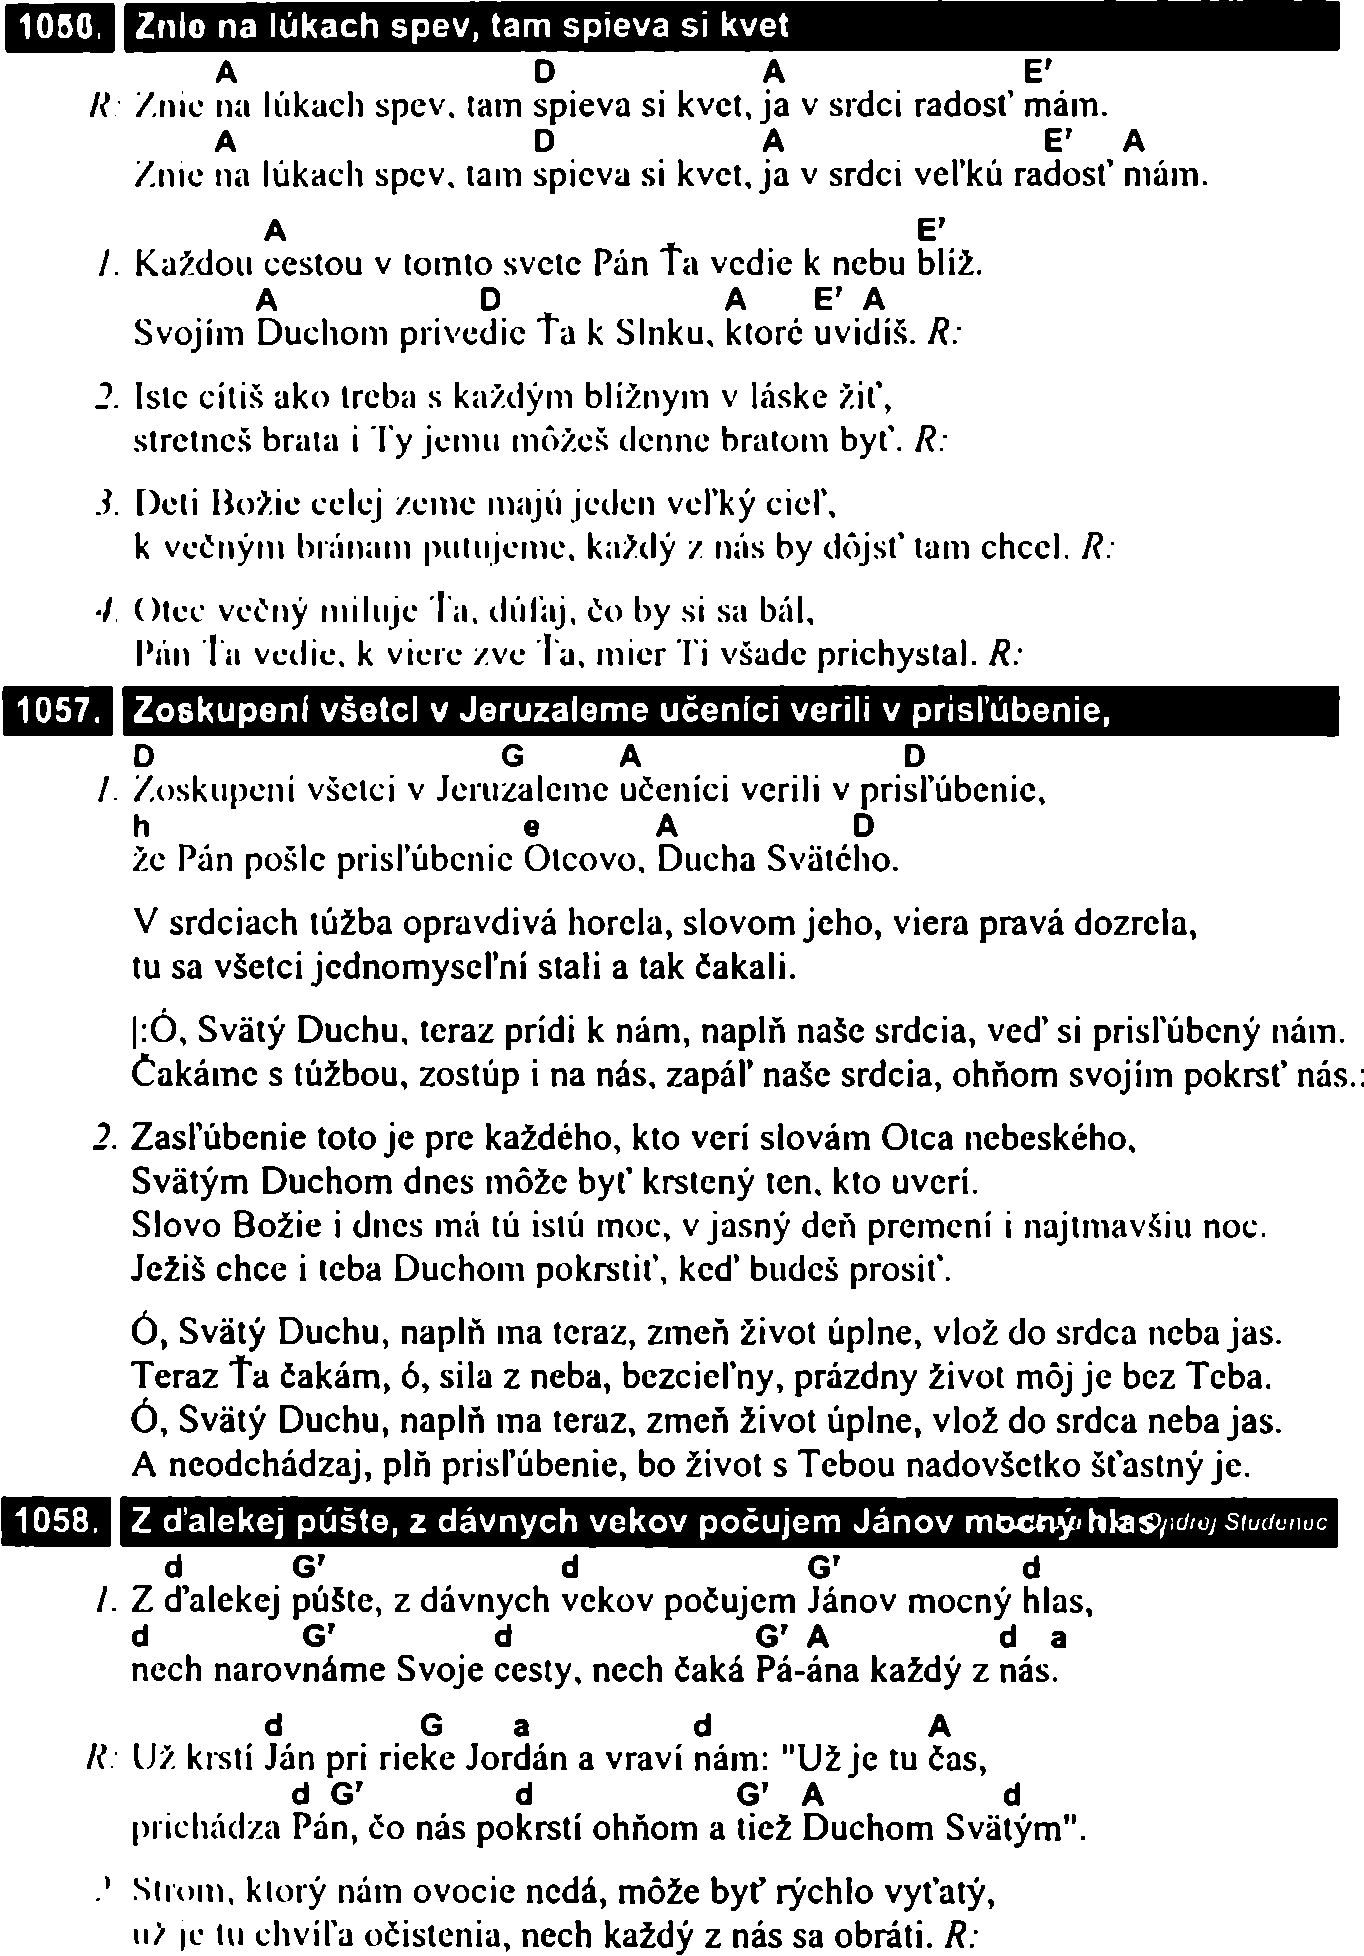 1056. Znie na lúkach spev, tam spieva si kvet
A D A E'
R: Znie na lúkach spev, tam spieva si kvet, ja v srdci radosť mám.
A D A E' A
Znie na lúkach spev, tam spieva si kvet, ja v srdci veľkú radosť mám.
A E'
1. Každou cestou v tomto svete Pán Ťa vedie k nebu bliž.
A D A E' A
Svojím Duchom privedie Ťa k Slnku, ktoré uvidíš. R:
2. Iste cítiš ako treba s každým blížnym v láske žiť,
stretneš brata i Ty jemu môžeš denne bratom byť. R:
3. Deti Božie celej zeme majú jeden veľký cieľ,
k večným bránam putujeme, každý z nás by dôjsť tam chcel. R:
4. Otec večný miluje Ťa, dúfaj, čo by si sa bál,
Pán Ťa vedie, k viere zve Ťa, mier Ti všade prichystal. R:
1057. Zoskupení všetci v Jeruzaleme učeníci verili v prisľúbenie,
D G A D
1. Zoskupení všetci v Jeruzaleme učeníci verili v prisľúbenie,
h e A D
že Pán pošle prisľúbenie Otcovo, Ducha Svätého.
V srdciach túžba opravdivá horela, slovom jeho, viera pravá dozrela,
tu sa všetci jednomyseľní stali a tak čakali.
|:Ó, Svätý Duchu, teraz prídi k nám, naplň naše srdcia, veď si prisľúbený nám.
Čakáme s túžbou, zostúp i na nás, zapáľ naše srdcia, ohňom svojím pokrsť nás.:
2. Zasľúbenie toto je pre každého, kto verí slovám Otca nebeského,
Svätým Duchom dnes môže byť krstený ten, kto uverí.
Slovo Božie i dnes má tú istú moc, v jasný deň premení i najtmavšiu noc.
Ježiš chce i teba Duchom pokrstiť, keď budeš prosiť.
Ó, Svätý Duchu, naplň ma teraz, zmeň život úplne, vlož do srdca neba jas.
Teraz Ťa čakám, ó, sila z neba, bezcieľny, prázdny život môj je bez Teba.
Ó, Svätý Duchu, naplň ma teraz, zmeň život úplne, vlož do srdca neba jas.
A neodchádzaj, plň prisľúbenie, bo život s Tebou nadovšetko šťastný je.
1058. Z ďalekej púšte, z dávnych vekov počujem Jánov mocný hlas
d G' d G' d
1. Z ďalekej púšte, z dávnych vekov počujem Jánov mocný hlas,
d G' d G' A d a
nech narovnáme Svoje cesty, nech čaká Pá-ána každý z nás.
d G a d A
R: Už krstí Ján pri rieke Jordán a vraví nám: "Už je tu čas,
d G' d G' A d
prichádza Pán, čo nás pokrstí ohňom a tiež Duchom Svätým".
2 Strom, ktorý nám ovocie nedá, môže byť rýchlo vyťatý,
už je tu chvíľa očistenia, nech každý z nás sa obráti. R: